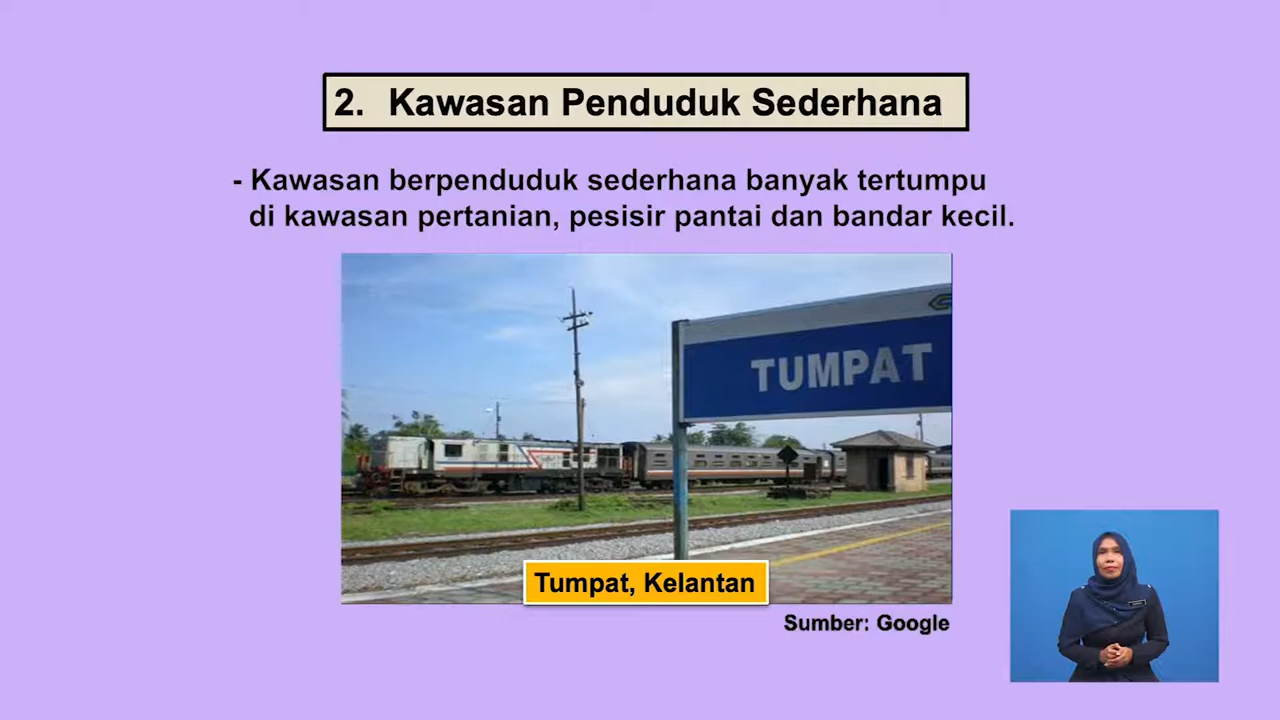 2. Kawasan Penduduk Sederhana
- Kawasan berpenduduk sederhana banyak tertumpu
di kawasan pertanian, pesisir pantai dan bandar kecil.
TUMPAT
Tumpat, Kelantan
Sumber: Google